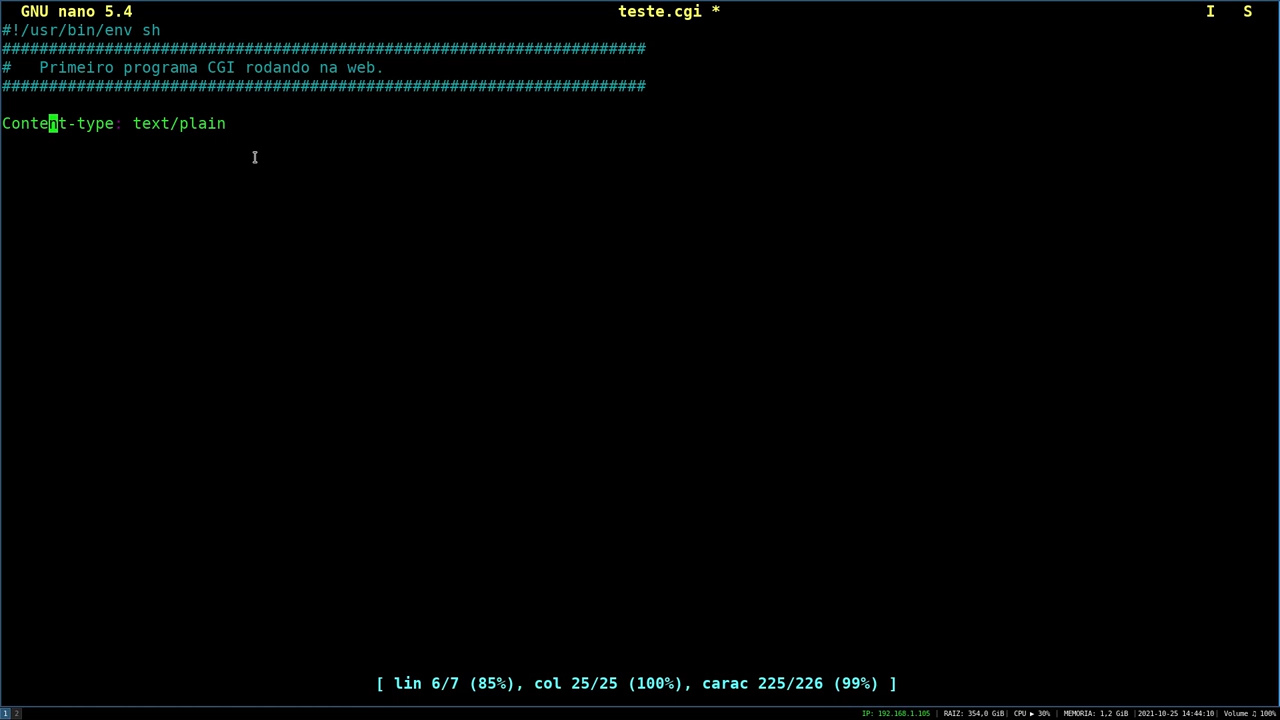 GNU nano 5.4 teste.cgi * I S
#!/usr/bin/env sh
#####################################################################
#   Primeiro programa CGI rodando na web.
#####################################################################
Content-type: text/plain
[ lin 6/7 (85%), col 25/25 (100%), carac 225/226 (99%) ]
1 2 IP: 192.168.1.105 | RAIZ: 354,0 GiB| CPU ▶ 30% | MEMORIA: 1,2 GiB |2021-10-25 14:44:10| Volume ♫ 100%